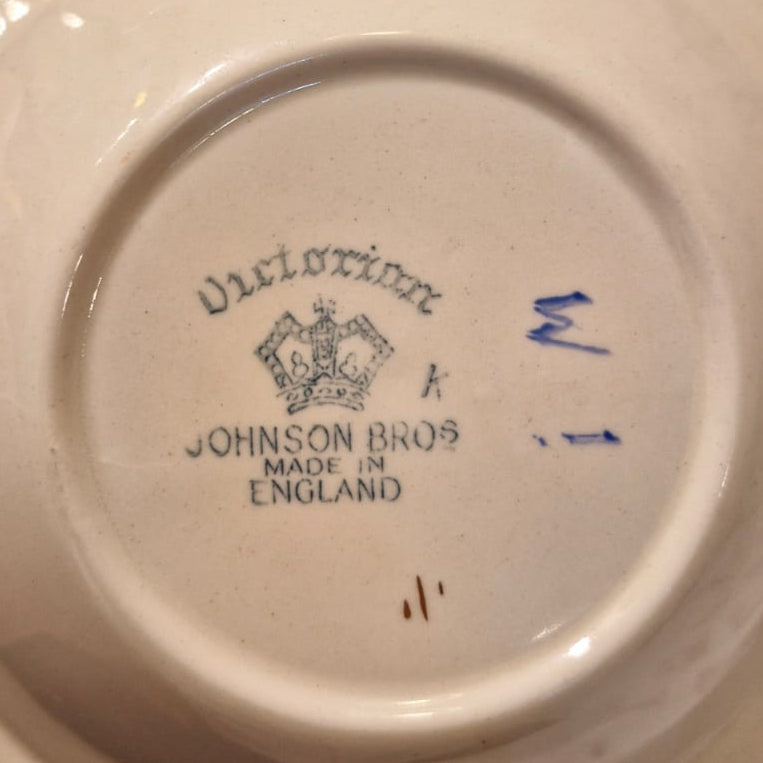 Victorian
K
JOHNSON BROS
MADE IN
ENGLAND